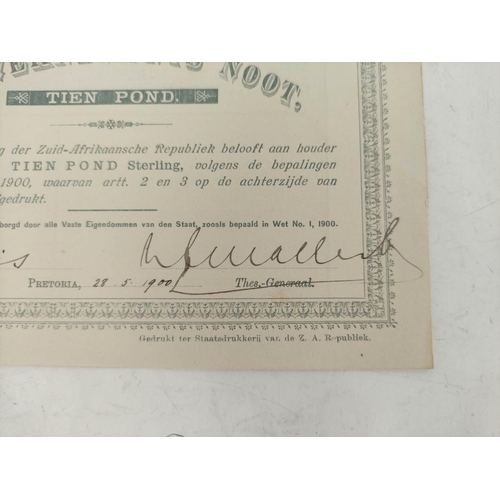 NOOT,
TIEN POND.
der Zuid-Afrikaansche Republiek belooft aan houder
TIEN POND Sterling, volgens de bepalingen
1900, waarvan artt. 2 en 3 op de achterzijde van
gedrukt.
borgd door alle Vaste Eigendommen van den Staat, zooals bepaald in Wet No. 1, 1900.
PRETORIA, 28.5.1900 Thes.-Generaal.
Gedrukt ter Staatsdrukkerij van de Z. A. Republiek.